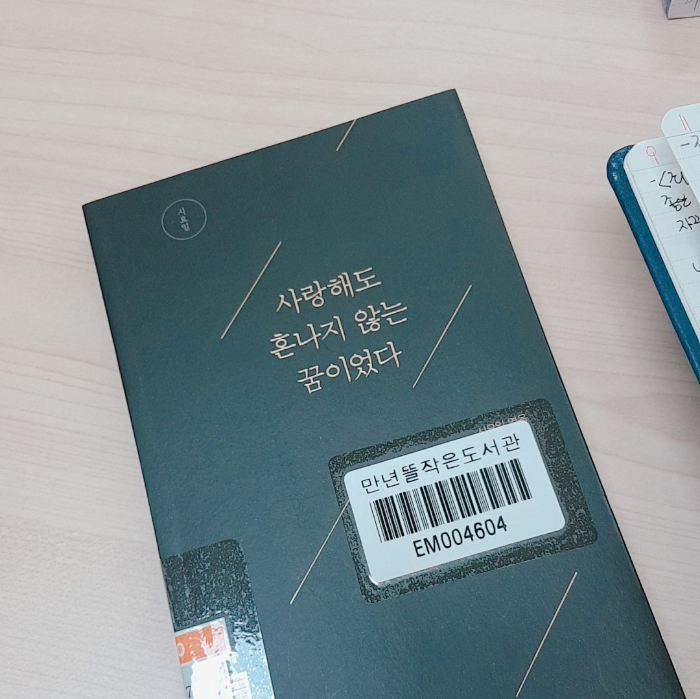 시요일
사랑해도
혼나지 않는
꿈이었다
만년뜰작은도서관
EM004604
9